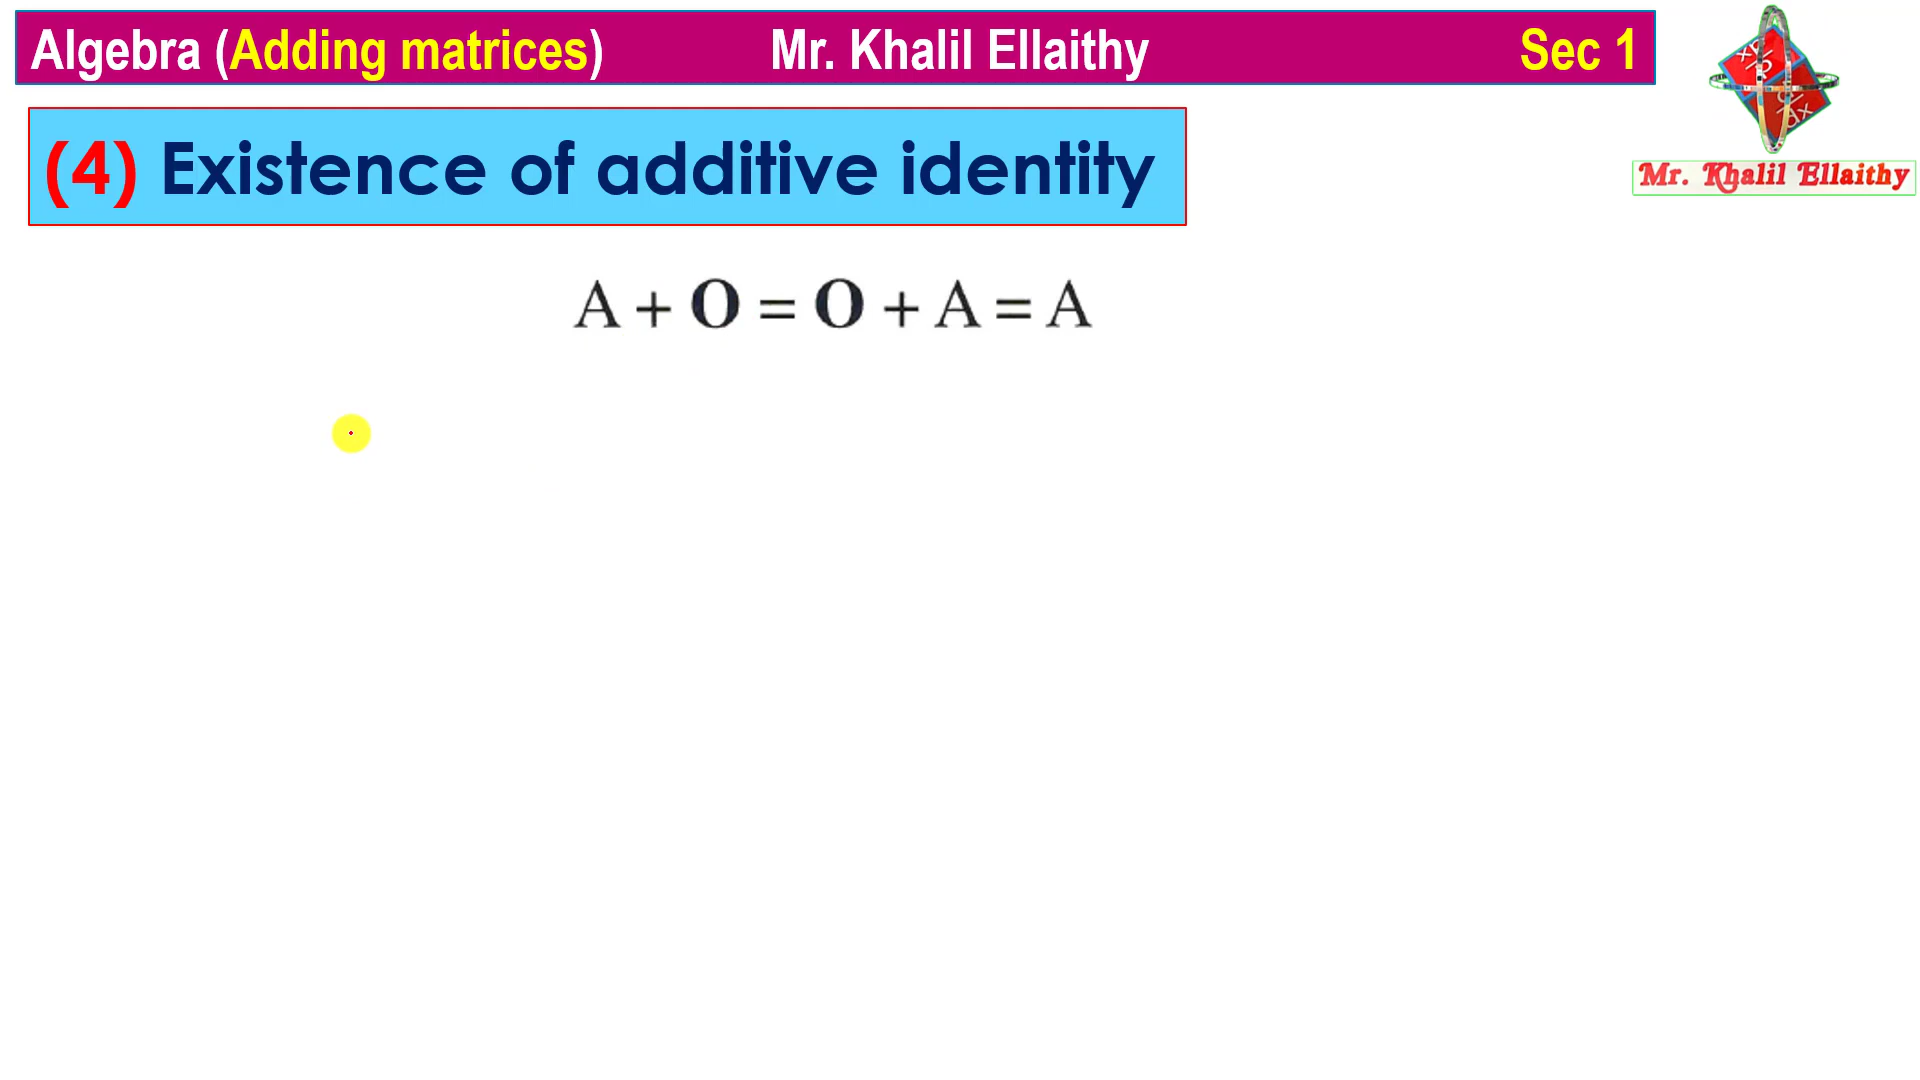 Algebra (Adding matrices) Mr. Khalil Ellaithy Sec 1
Mr. Khalil Ellaithy
(4) Existence of additive identity
A + O = O + A = A